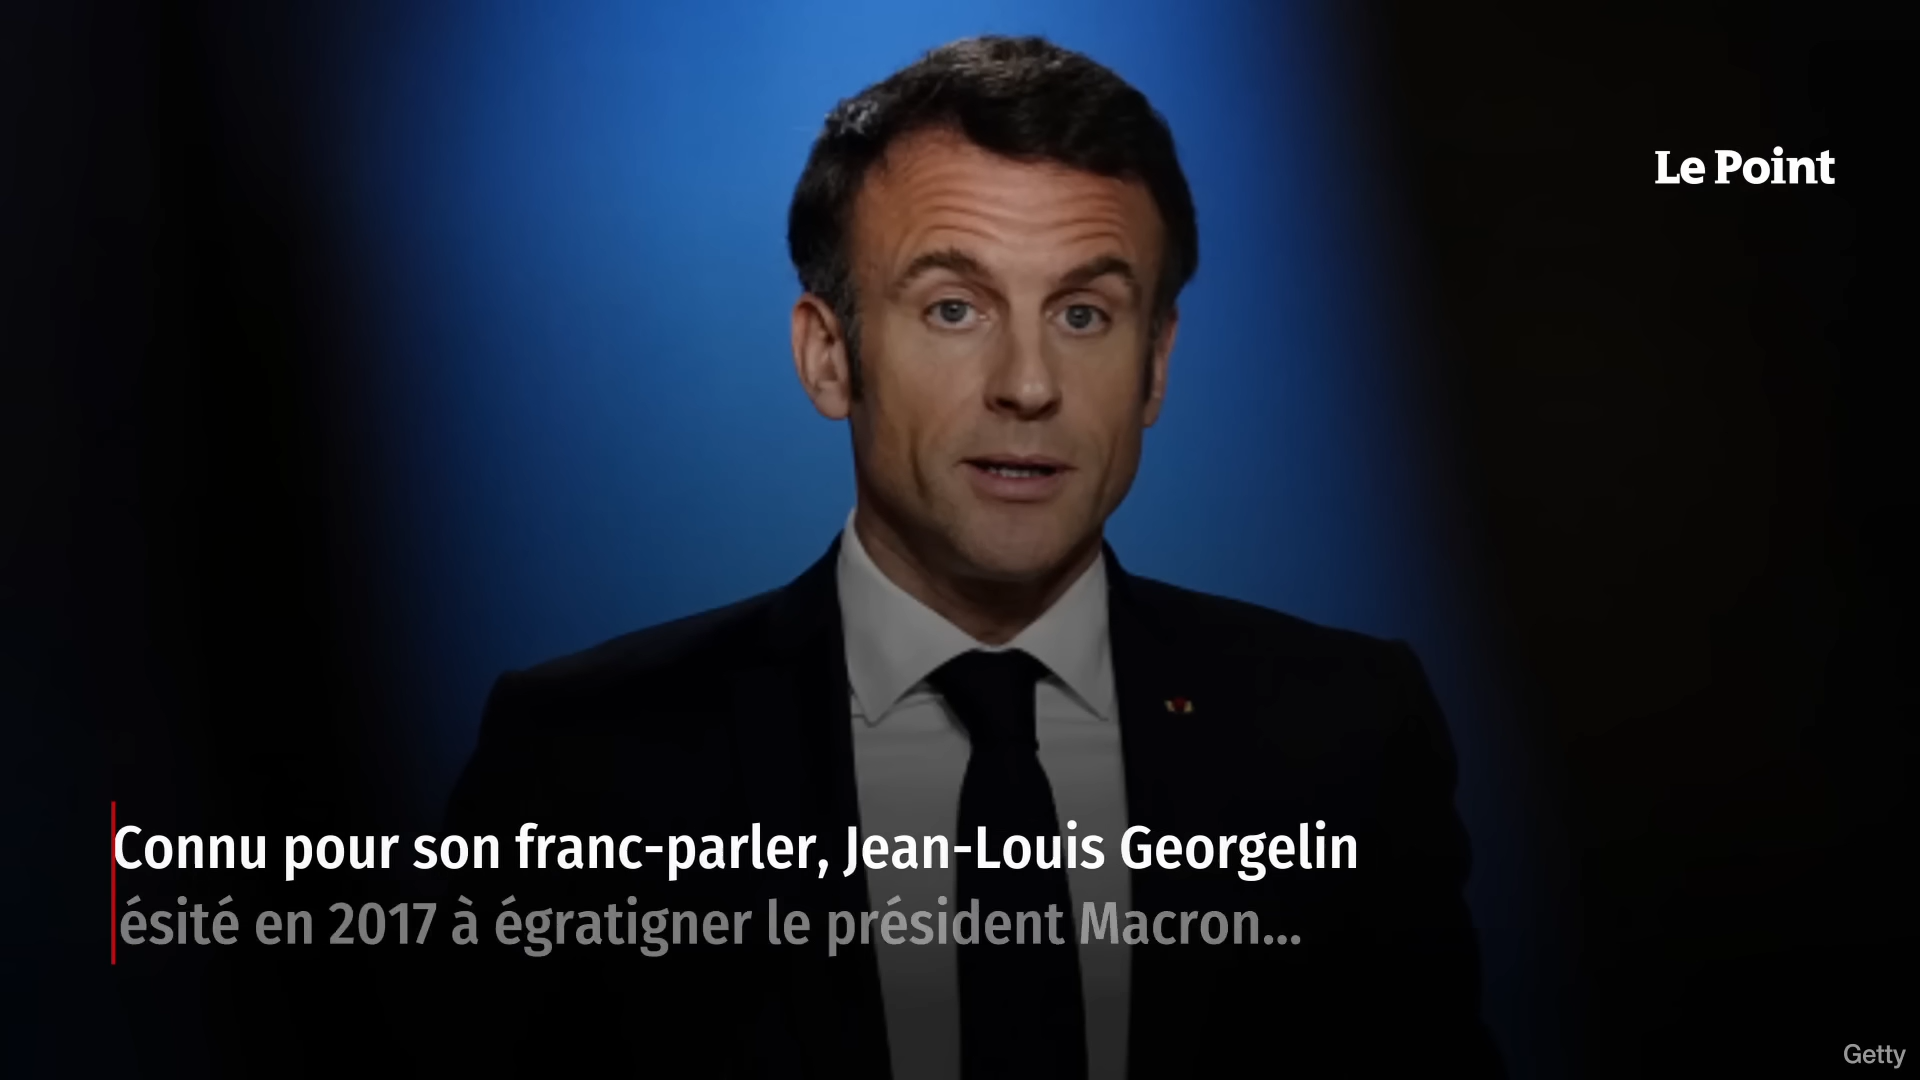 Le Point
Connu pour son franc-parler, Jean-Louis Georgelin
ésité en 2017 à égratigner le président Macron...
Getty